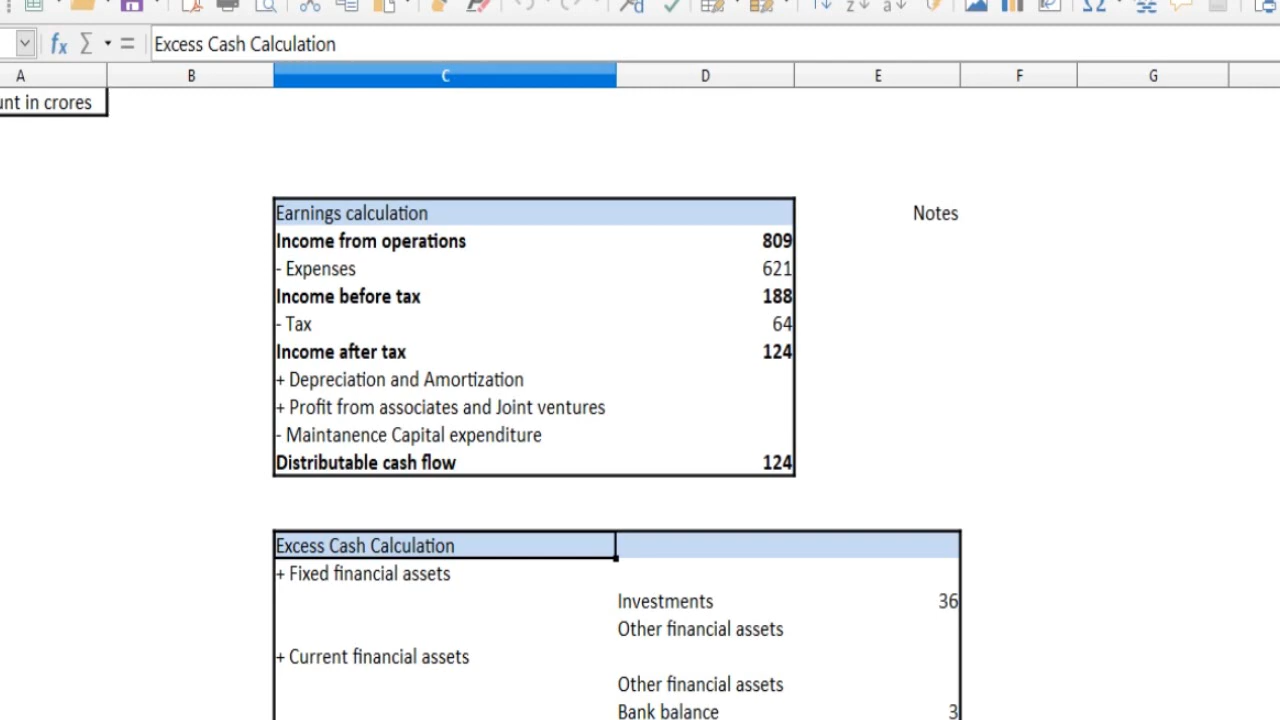 Excess Cash Calculation
A B C D E F G
unt in crores
Earnings calculation Notes
Income from operations 809
- Expenses 621
Income before tax 188
- Tax 64
Income after tax 124
+ Depreciation and Amortization
+ Profit from associates and Joint ventures
- Maintanence Capital expenditure
Distributable cash flow 124
Excess Cash Calculation
+ Fixed financial assets
Investments 36
Other financial assets
+ Current financial assets
Other financial assets
Bank balance 3